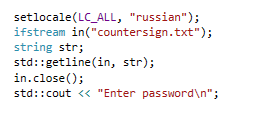 setlocale(LC_ALL, "russian");
ifstream in("countersign.txt");
string str;
std::getline(in, str);
in.close();
std::cout << "Enter password\n";